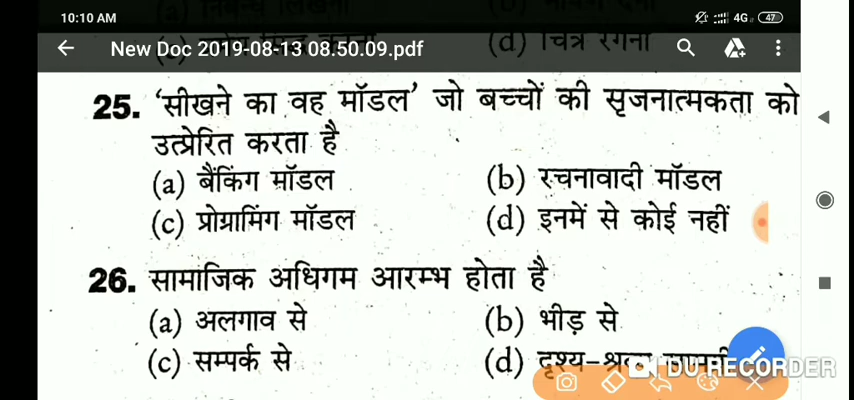 10:10 AM
4G
47
New Doc 2019-08-13 08.50.09.pdf
(d) चित्र रंगना
25. 'सीखने का वह मॉडल' जो बच्चों की सृजनात्मकता को
उत्प्रेरित करता है
(a) बैंकिंग मॉडल (b) रचनावादी मॉडल
(c) प्रोग्रामिंग मॉडल (d) इनमें से कोई नहीं
26. सामाजिक अधिगम आरम्भ होता है
(a) अलगाव से (b) भीड़ से
(c) सम्पर्क से (d) दृश्य-श्रव्य
DU RECORDER